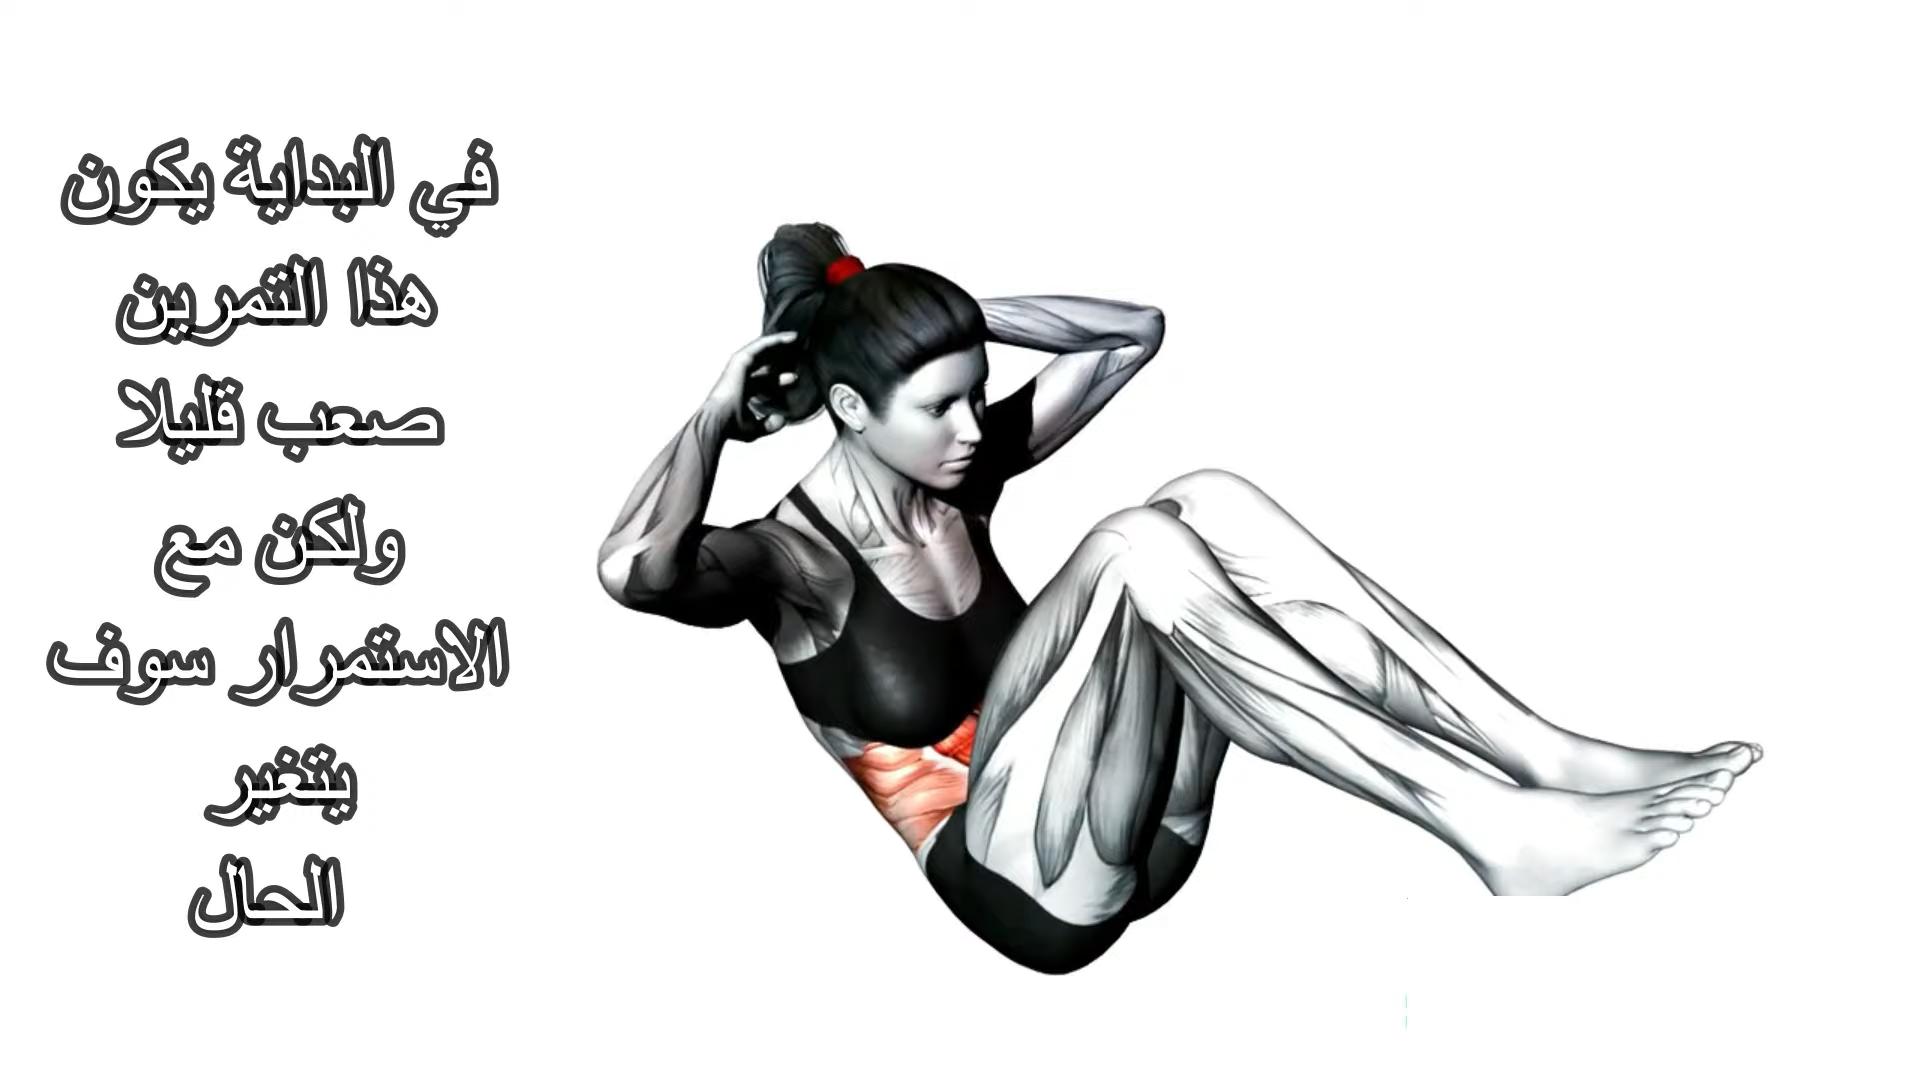 في البداية يكون
هذا التمرين
صعب قليلا
ولكن مع
الاستمرار سوف
يتغير
الحال